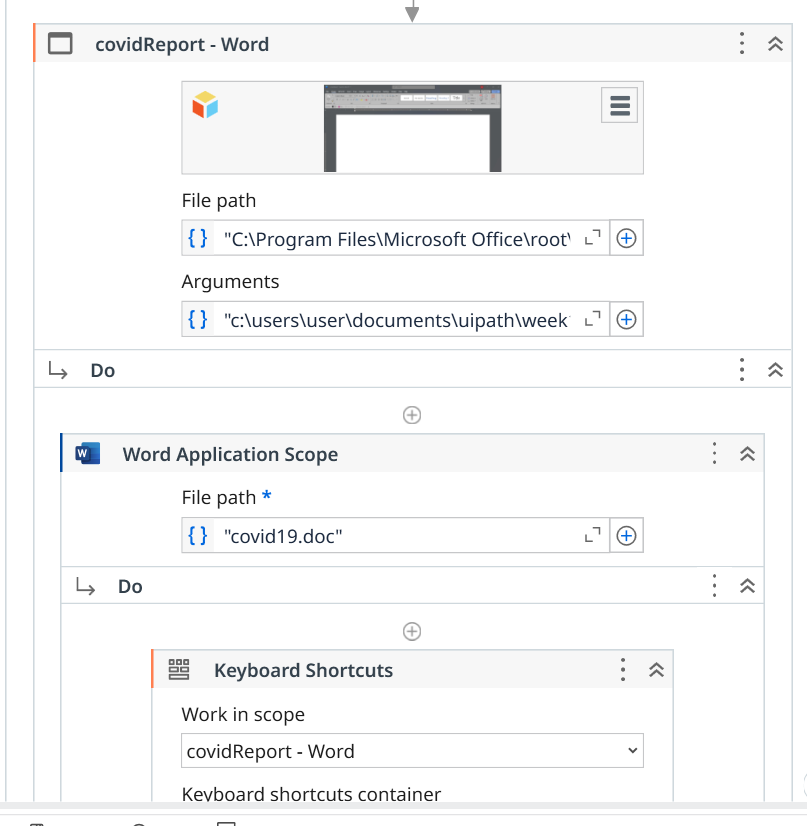 covidReport - Word
File path
{ } "C:\Program Files\Microsoft Office\root\
Arguments
{ } "c:\users\user\documents\uipath\week
Do
W Word Application Scope
File path *
{ } "covid19.doc"
Do
Keyboard Shortcuts
Work in scope
covidReport - Word
Keyboard shortcuts container